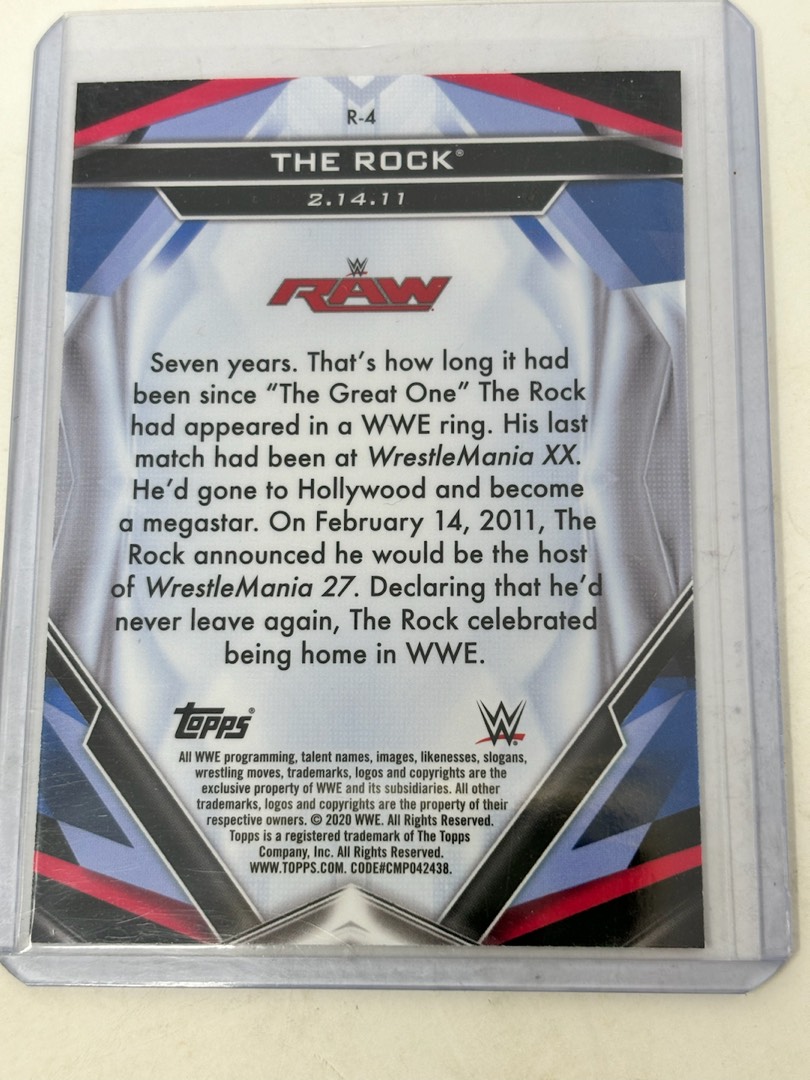 R-4
THE ROCK®
2.14.11
W
RAW
Seven years. That's how long it had
been since "The Great One" The Rock
had appeared in a WWE ring. His last
match had been at WrestleMania XX.
He'd gone to Hollywood and become
a megastar. On February 14, 2011, The
Rock announced he would be the host
of WrestleMania 27. Declaring that he'd
never leave again, The Rock celebrated
being home in WWE.
Topps®
W
All WWE programming, talent names, images, likenesses, slogans,
wrestling moves, trademarks, logos and copyrights are the
exclusive property of WWE and its subsidiaries. All other
trademarks, logos and copyrights are the property of their
respective owners. © 2020 WWE. All Rights Reserved.
Topps is a registered trademark of The Topps
Company, Inc. All Rights Reserved.
WWW.TOPPS.COM. CODE#CMP042438.